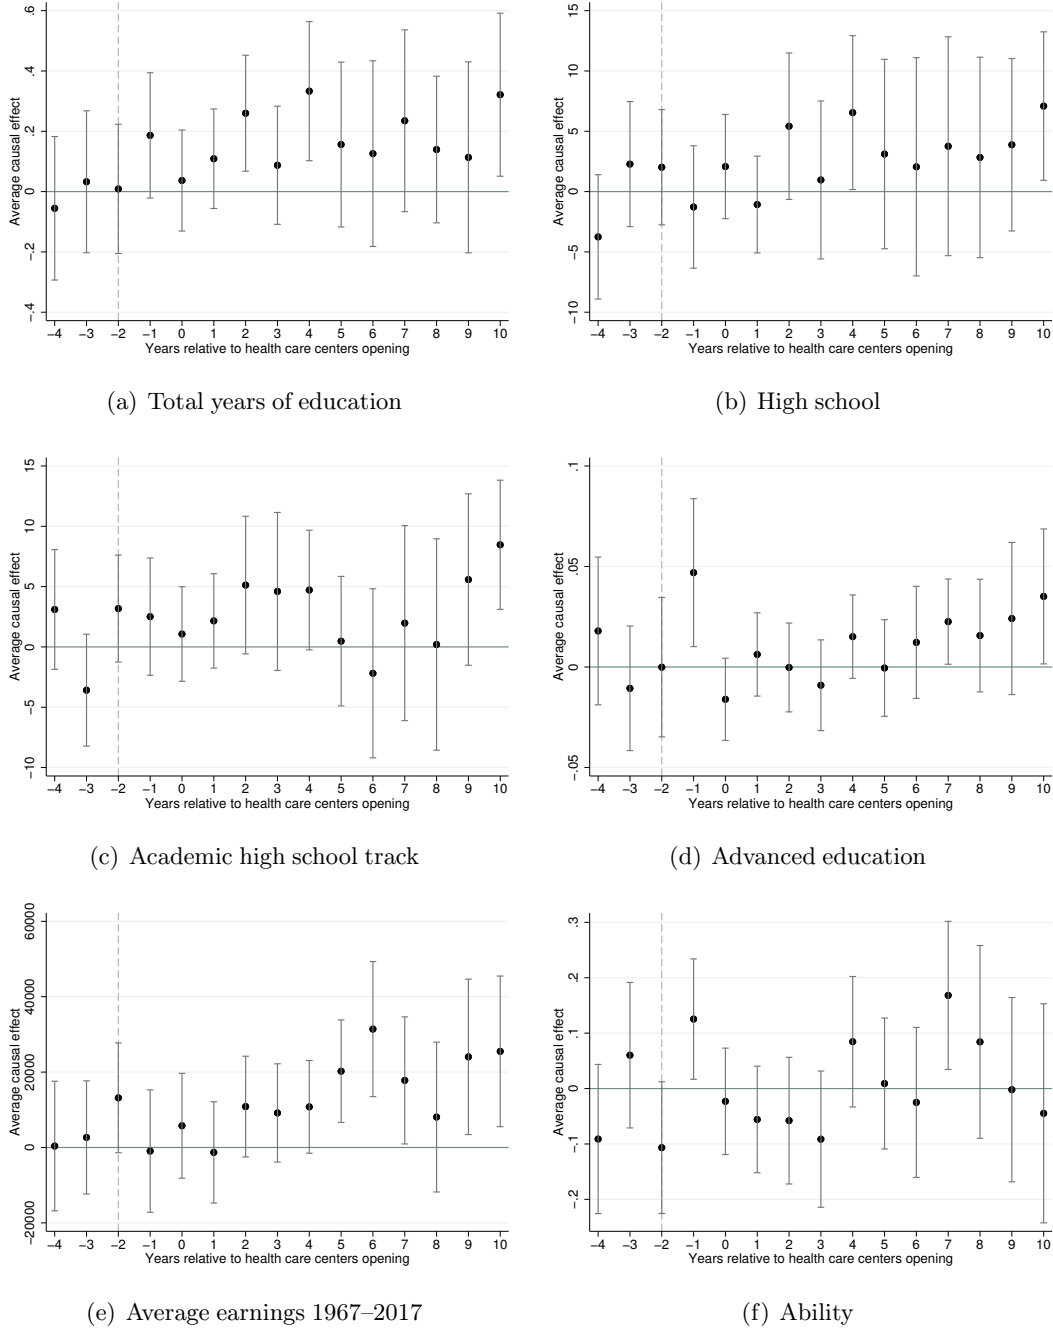 .6
.4
.2
0
−.2
−.4
Average causal effect
−4 −3 −2 −1 0 1 2 3 4 5 6 7 8 9 10
Years relative to health care centers opening
(a) Total years of education
15
10
5
0
−5
−10
Average causal effect
−4 −3 −2 −1 0 1 2 3 4 5 6 7 8 9 10
Years relative to health care centers opening
(b) High school
15
10
5
0
−5
−10
Average causal effect
−4 −3 −2 −1 0 1 2 3 4 5 6 7 8 9 10
Years relative to health care centers opening
(c) Academic high school track
.1
.05
0
−.05
Average causal effect
−4 −3 −2 −1 0 1 2 3 4 5 6 7 8 9 10
Years relative to health care centers opening
(d) Advanced education
60000
40000
20000
0
−20000
Average causal effect
−4 −3 −2 −1 0 1 2 3 4 5 6 7 8 9 10
Years relative to health care centers opening
(e) Average earnings 1967–2017
.3
.2
.1
0
−.1
−.2
Average causal effect
−4 −3 −2 −1 0 1 2 3 4 5 6 7 8 9 10
Years relative to health care centers opening
(f) Ability